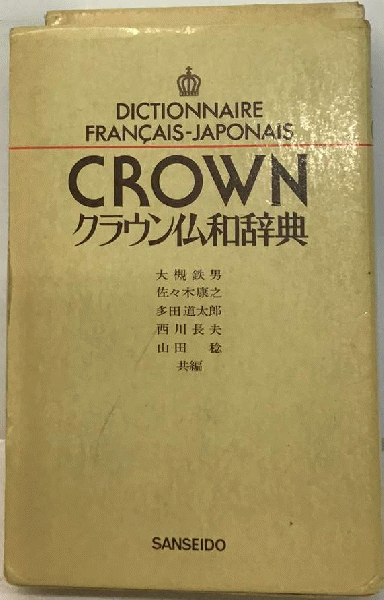 DICTIONNAIRE
FRANÇAIS-JAPONAIS
CROWN
クラウン仏和辞典
大槻鉄男
佐々木康之
多田道太郎
西川長夫
山田稔
共編
SANSEIDO